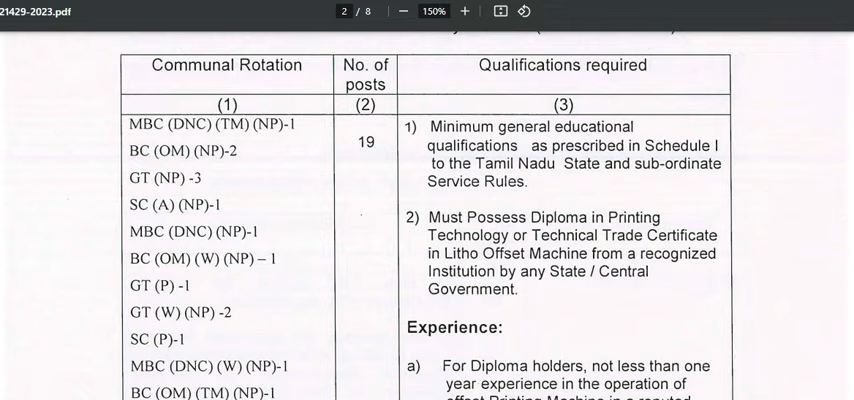 21429-2023.pdf
2 / 8
150%
Communal Rotation
No. of
posts
Qualifications required
(1)
(2)
(3)
MBC (DNC) (TM) (NP)-1
BC (OM) (NP)-2
GT (NP) -3
SC (A) (NP)-1
MBC (DNC) (NP)-1
BC (OM) (W) (NP) – 1
GT (P) -1
GT (W) (NP) -2
SC (P)-1
MBC (DNC) (W) (NP)-1
BC (OM) (TM) (NP)-1
19
1) Minimum general educational
qualifications as prescribed in Schedule I
to the Tamil Nadu State and sub-ordinate
Service Rules.
2) Must Possess Diploma in Printing
Technology or Technical Trade Certificate
in Litho Offset Machine from a recognized
Institution by any State / Central
Government.
Experience:
a) For Diploma holders, not less than one
year experience in the operation of
offset Printing Machine in a reputed